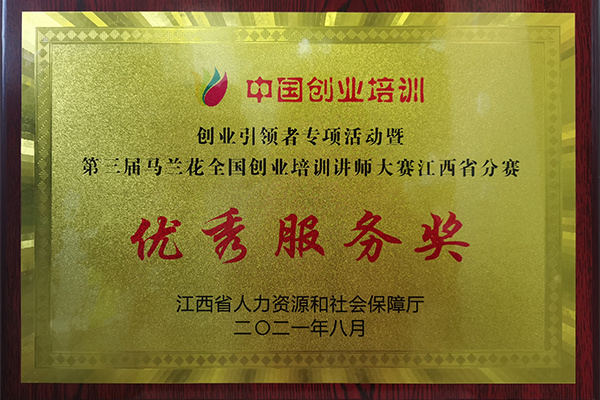 中国创业培训
创业引领者专项活动暨
第三届马兰花全国创业培训讲师大赛江西省分赛
优秀服务奖
江西省人力资源和社会保障厅
二〇二一年八月